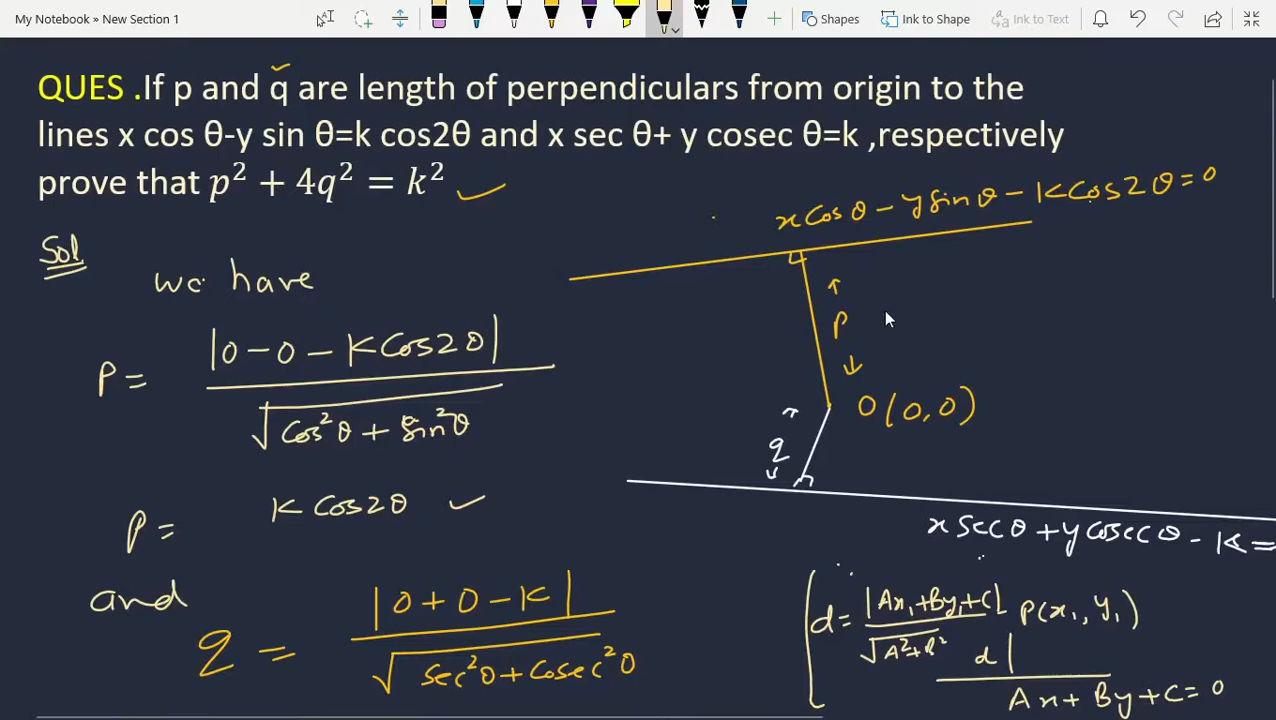 My Notebook » New Section 1
Shapes
Ink to Shape
Ink to Text
QUES .If p and q are length of perpendiculars from origin to the
lines x cos θ-y sin θ=k cos2θ and x sec θ+ y cosec θ=k ,respectively
prove that p² + 4q² = k²
x Cos θ - y Sin θ - K Cos 2θ = 0
Sol
we have
P = |0 - 0 - K Cos 2θ| / √Cos²θ + Sin²θ
P
O(0,0)
q
P = K Cos2θ
x Sec θ + y Cosec θ - K =
and
q = |0 + 0 - K| / √Sec²θ + Cosec²θ
d = |Ax₁ + By₁ + C| / √A² + B² P(x₁, y₁)
d
Ax + By + C = 0